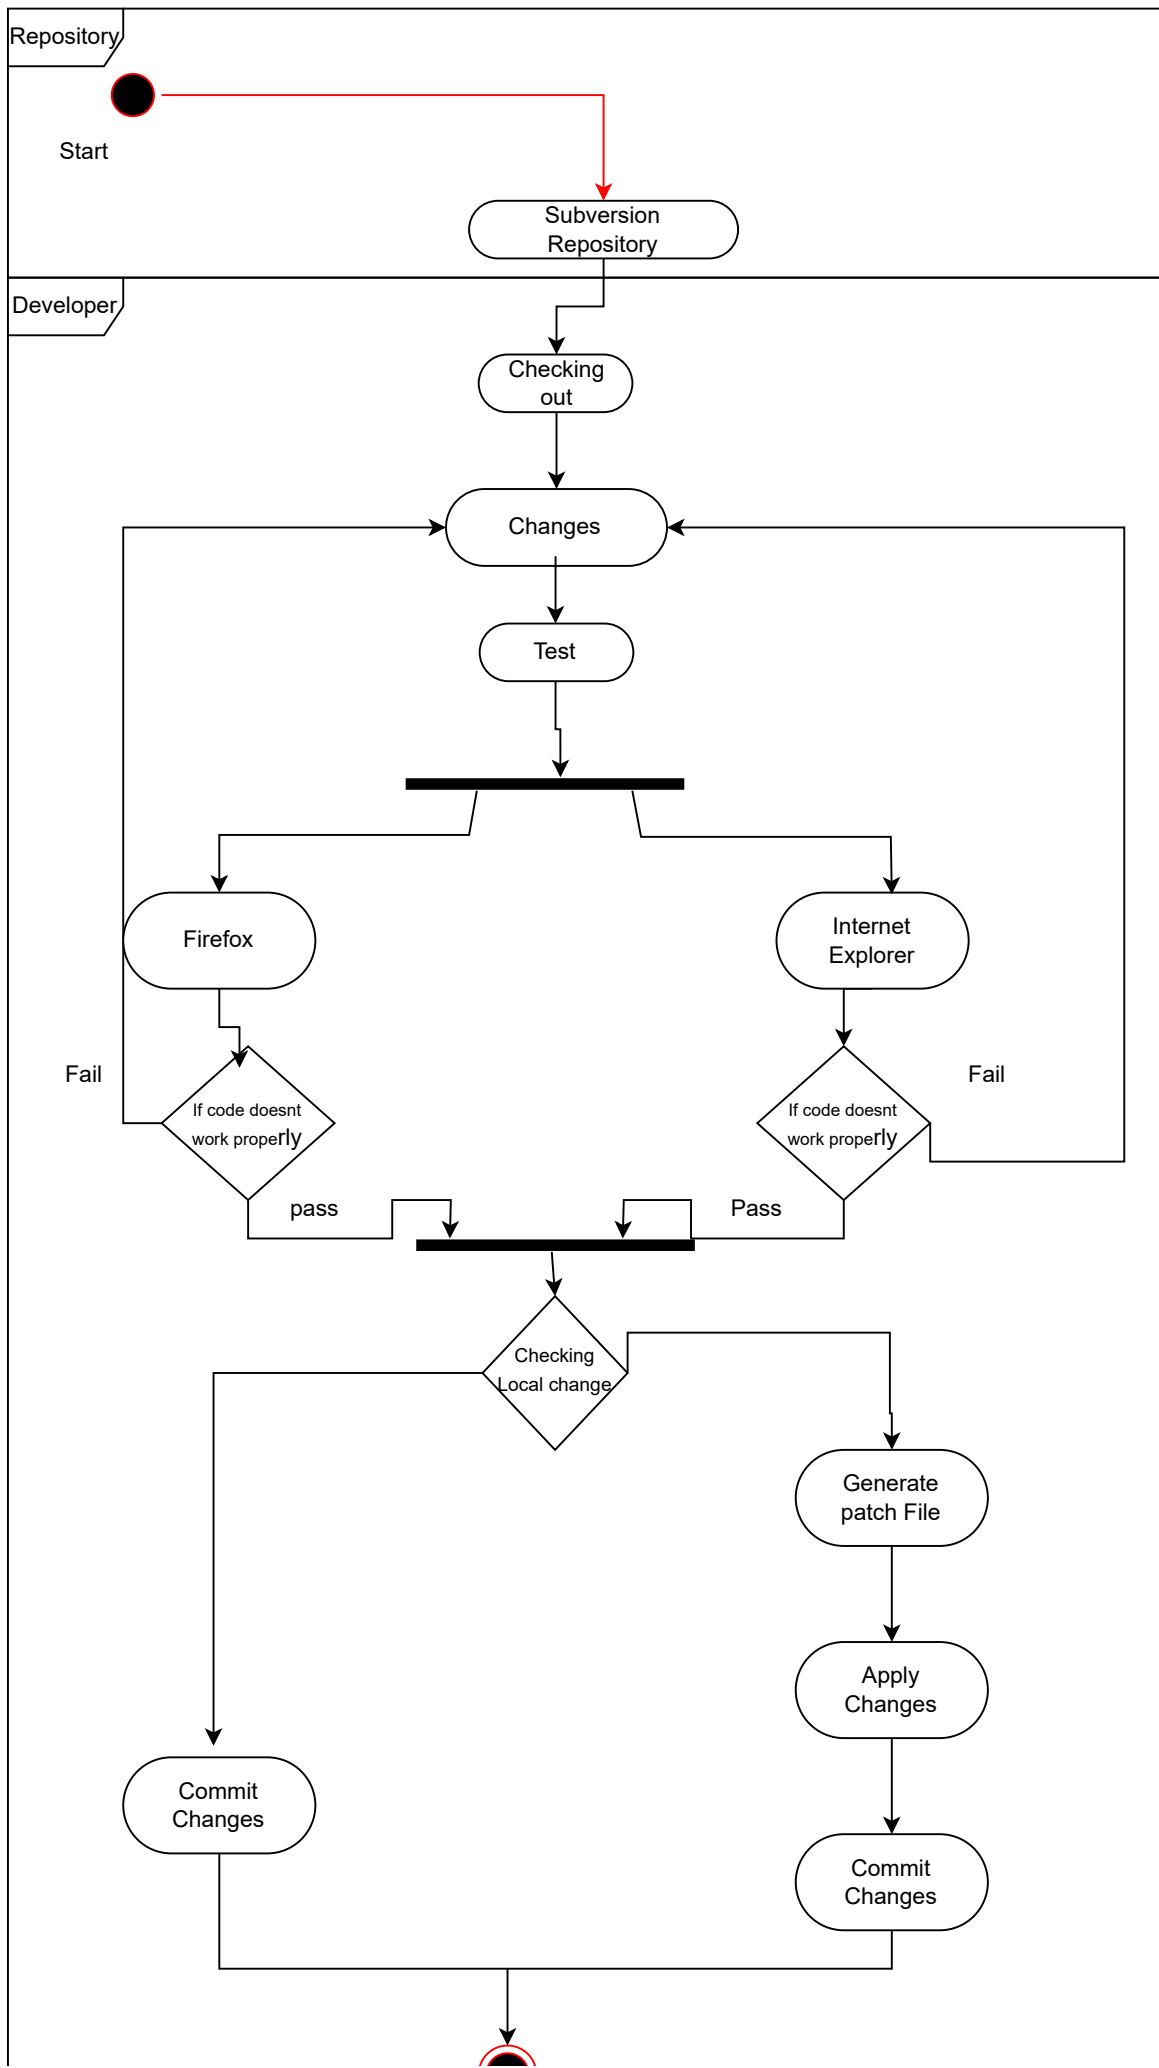 Repository
Start
Subversion
Repository
Developer
Checking
out
Changes
Test
Firefox
Internet
Explorer
Fail
Fail
If code doesnt
work properly
If code doesnt
work properly
pass
Pass
Checking
Local change
Generate
patch File
Apply
Changes
Commit
Changes
Commit
Changes